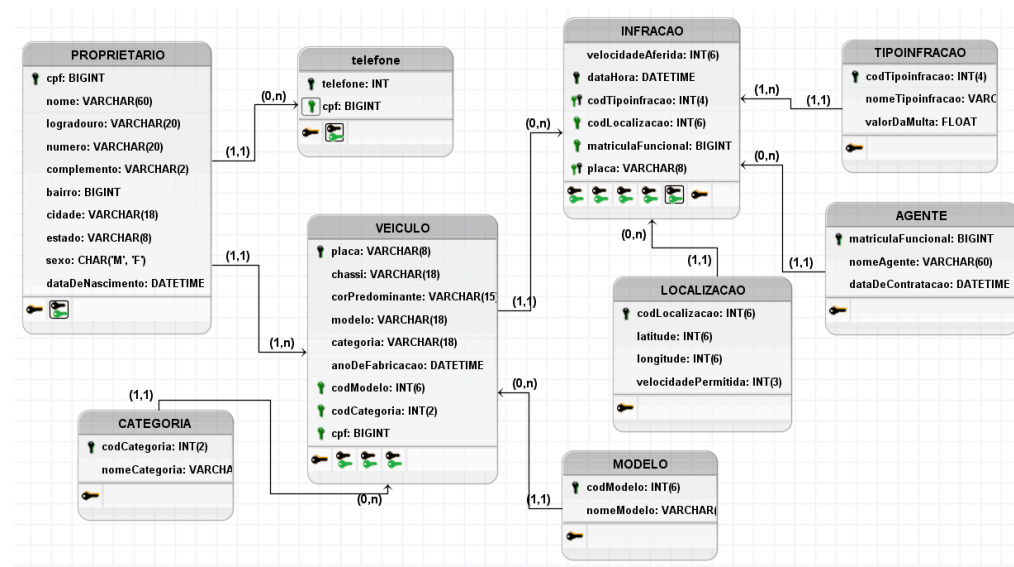 PROPRIETARIO
cpf: BIGINT
nome: VARCHAR(60)
logradouro: VARCHAR(20)
numero: VARCHAR(20)
complemento: VARCHAR(2)
bairro: BIGINT
cidade: VARCHAR(18)
estado: VARCHAR(8)
sexo: CHAR('M', 'F')
dataDeNascimento: DATETIME
(0,n)
(1,1)
(1,1)
(1,n)
telefone
telefone: INT
cpf: BIGINT
INFRACAO
velocidadeAferida: INT(6)
dataHora: DATETIME
codTipoinfracao: INT(4)
codLocalizacao: INT(6)
matriculaFuncional: BIGINT
placa: VARCHAR(8)
(0,n)
(1,1)
(1,n)
(1,1)
(0,n)
(1,1)
(0,n)
(1,1)
TIPOINFRACAO
codTipoinfracao: INT(4)
nomeTipoinfracao: VARC
valorDaMulta: FLOAT
AGENTE
matriculaFuncional: BIGINT
nomeAgente: VARCHAR(60)
dataDeContratacao: DATETIME
VEICULO
placa: VARCHAR(8)
chassi: VARCHAR(18)
corPredominante: VARCHAR(15)
modelo: VARCHAR(18)
categoria: VARCHAR(18)
anoDeFabricacao: DATETIME
codModelo: INT(6)
codCategoria: INT(2)
cpf: BIGINT
LOCALIZACAO
codLocalizacao: INT(6)
latitude: INT(6)
longitude: INT(6)
velocidadePermitida: INT(3)
(1,1)
(0,n)
CATEGORIA
codCategoria: INT(2)
nomeCategoria: VARCHA
(0,n)
(1,1)
MODELO
codModelo: INT(6)
nomeModelo: VARCHAR(